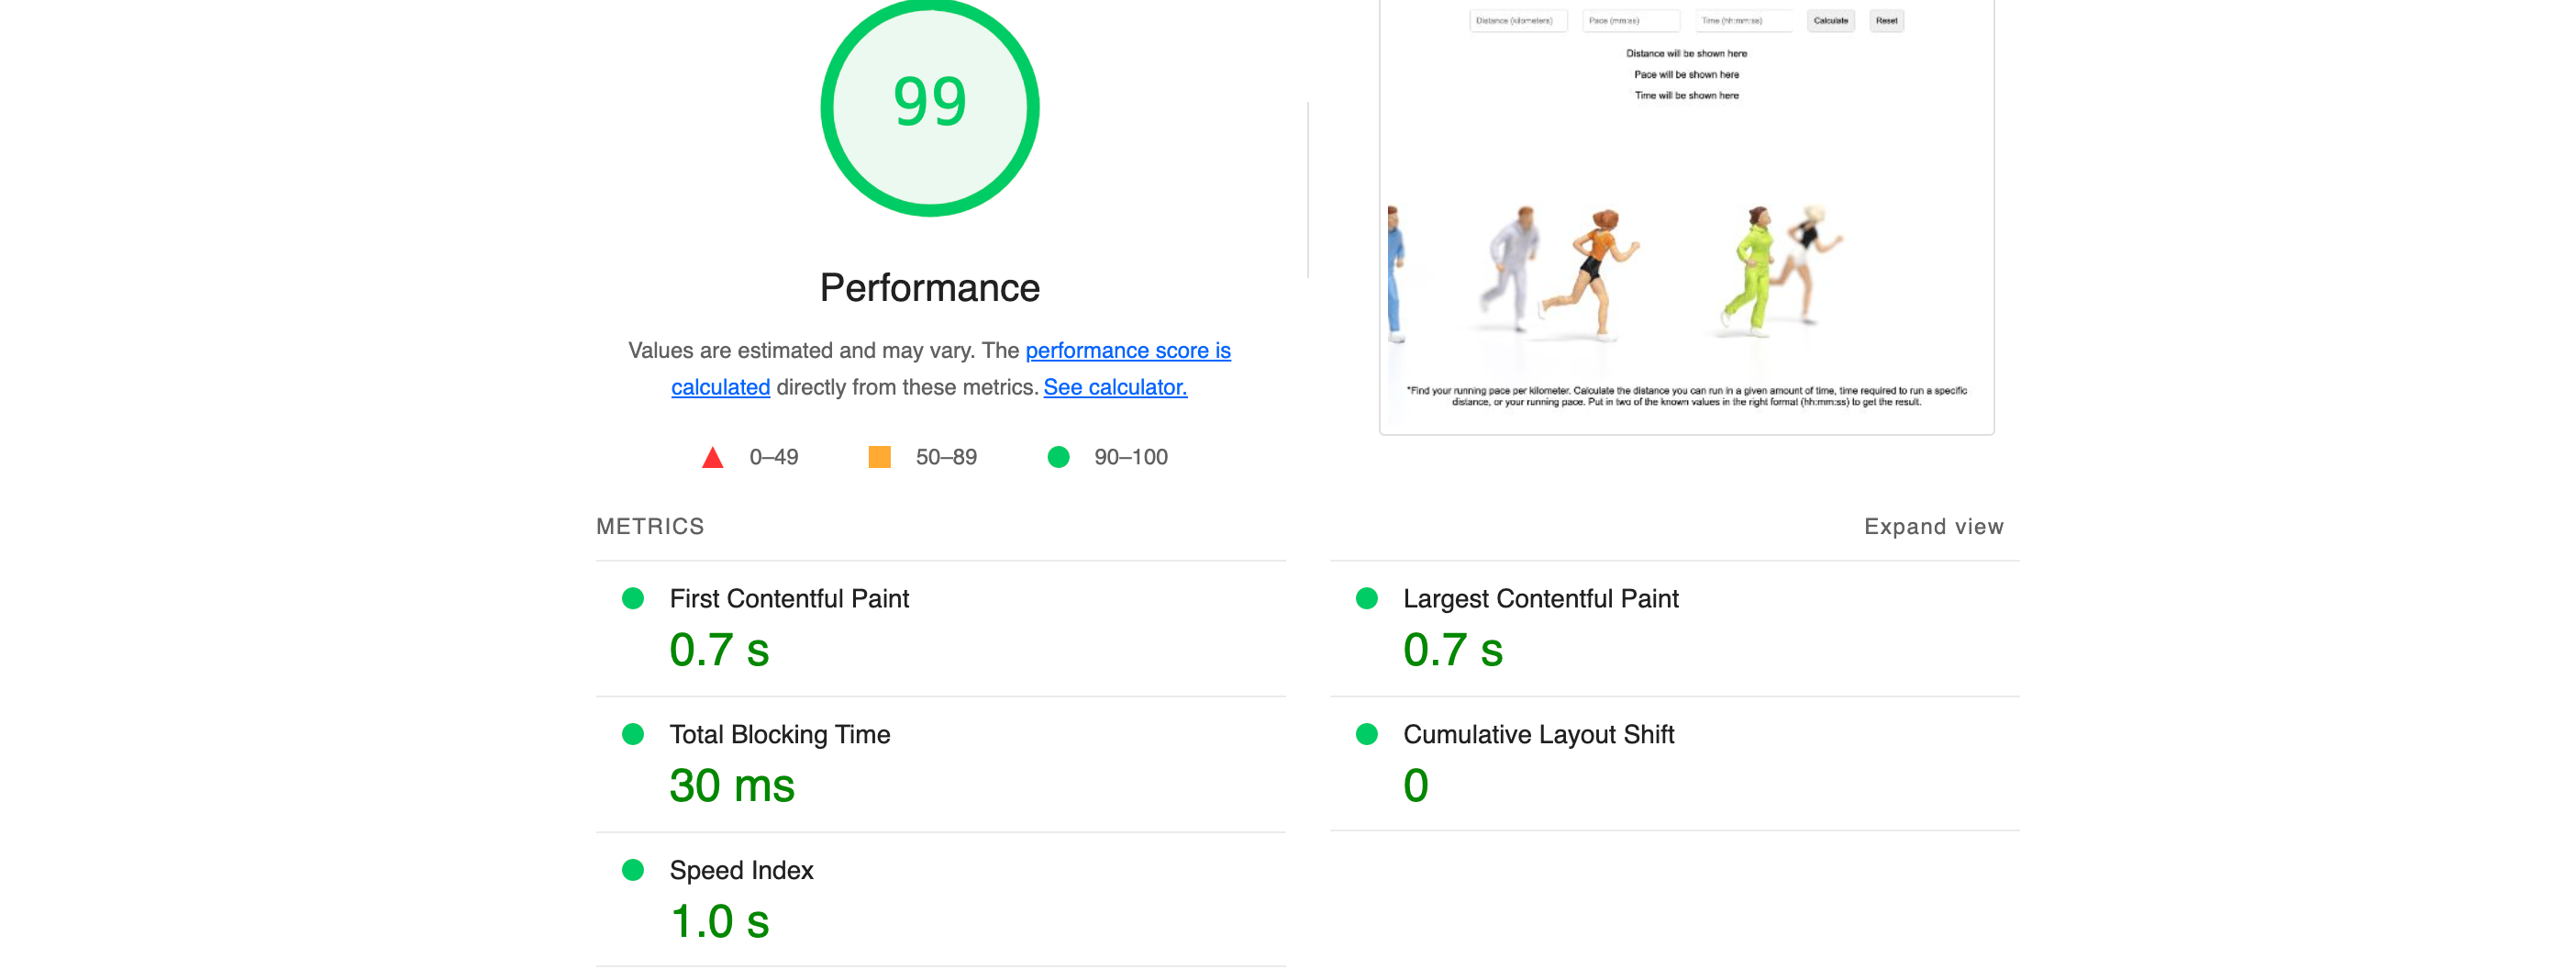 99
Performance
Values are estimated and may vary. The performance score is
calculated directly from these metrics. See calculator.
0–49
50–89
90–100
Distance (kilometers)
Pace (mm:ss)
Time (hh:mm:ss)
Calculate
Reset
Distance will be shown here
Pace will be shown here
Time will be shown here
*Find your running pace per kilometer. Calculate the distance you can run in a given amount of time, time required to run a specific
distance, or your running pace. Put in two of the known values in the right format (hh:mm:ss) to get the result.
METRICS
Expand view
First Contentful Paint
0.7 s
Largest Contentful Paint
0.7 s
Total Blocking Time
30 ms
Cumulative Layout Shift
0
Speed Index
1.0 s